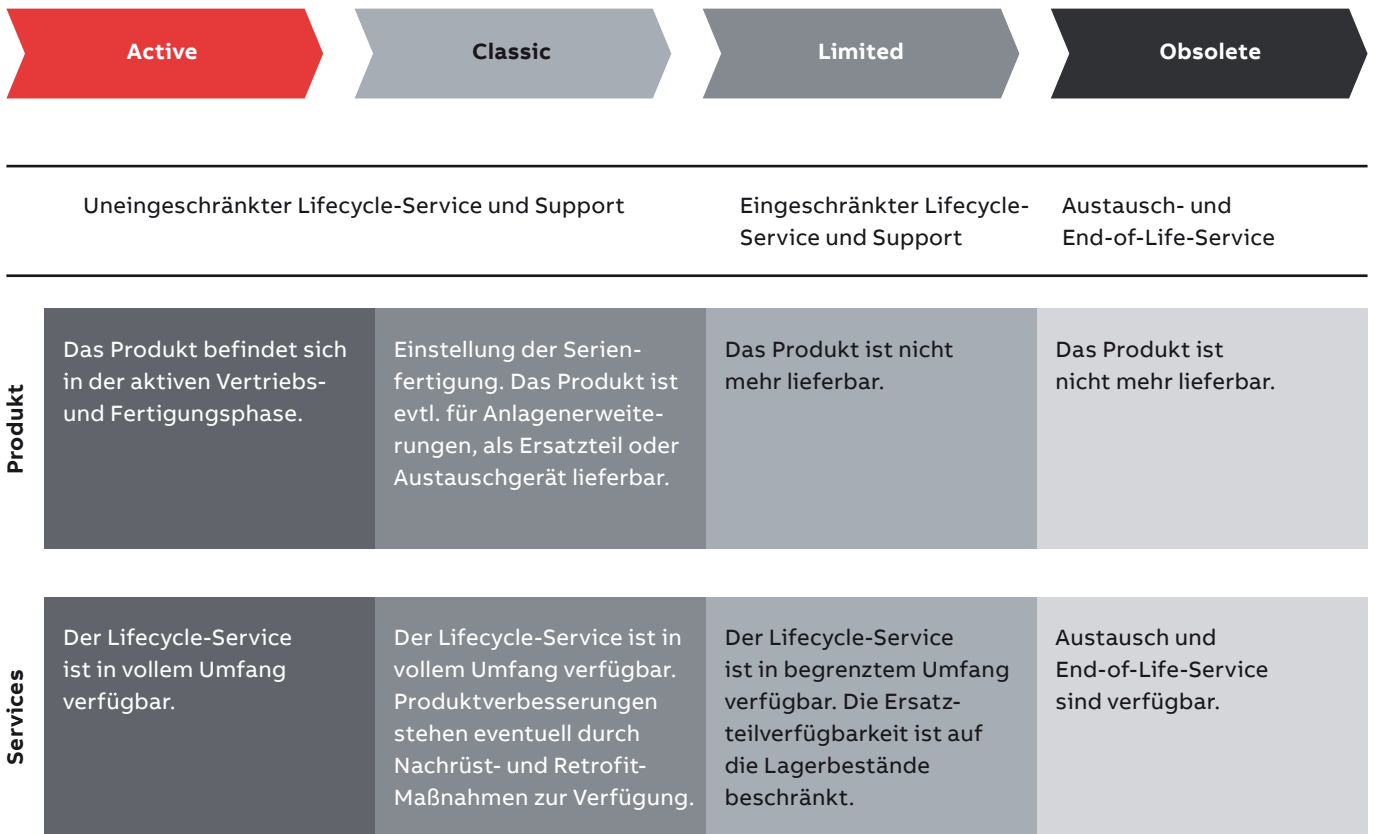 Active
Classic
Limited
Obsolete
Uneingeschränkter Lifecycle-Service und Support
Eingeschränkter Lifecycle-
Service und Support
Austausch- und
End-of-Life-Service
Produkt
Das Produkt befindet sich
in der aktiven Vertriebs-
und Fertigungsphase.
Einstellung der Serien-
fertigung. Das Produkt ist
evtl. für Anlagenerweite-
rungen, als Ersatzteil oder
Austauschgerät lieferbar.
Das Produkt ist nicht
mehr lieferbar.
Das Produkt ist
nicht mehr lieferbar.
Services
Der Lifecycle-Service
ist in vollem Umfang
verfügbar.
Der Lifecycle-Service ist in
vollem Umfang verfügbar.
Produktverbesserungen
stehen eventuell durch
Nachrüst- und Retrofit-
Maßnahmen zur Verfügung.
Der Lifecycle-Service
ist in begrenztem Umfang
verfügbar. Die Ersatz-
teilverfügbarkeit ist auf
die Lagerbestände
beschränkt.
Austausch und
End-of-Life-Service
sind verfügbar.